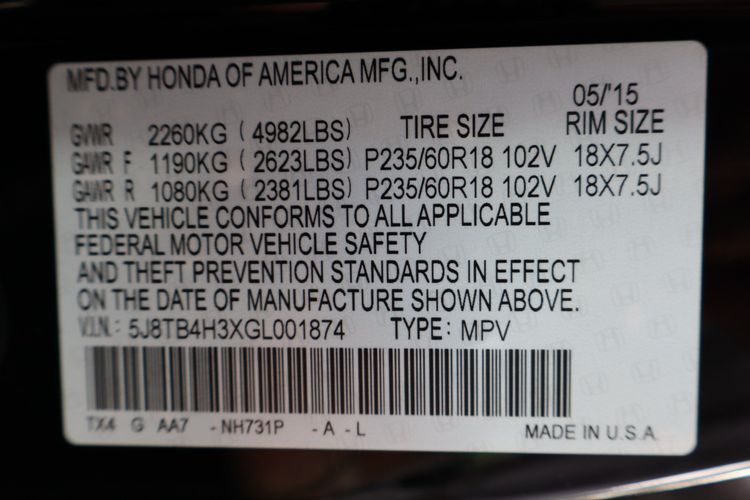 MFD.BY HONDA OF AMERICA MFG.,INC.
05/'15
GVWR 2260KG ( 4982LBS) TIRE SIZE RIM SIZE
GAWR F 1190KG ( 2623LBS) P235/60R18 102V 18X7.5J
GAWR R 1080KG ( 2381LBS) P235/60R18 102V 18X7.5J
THIS VEHICLE CONFORMS TO ALL APPLICABLE
FEDERAL MOTOR VEHICLE SAFETY
AND THEFT PREVENTION STANDARDS IN EFFECT
ON THE DATE OF MANUFACTURE SHOWN ABOVE.
V.I.N.: 5J8TB4H3XGL001874 TYPE: MPV
TX4 G AA7 - NH731P - A - L MADE IN U.S.A.